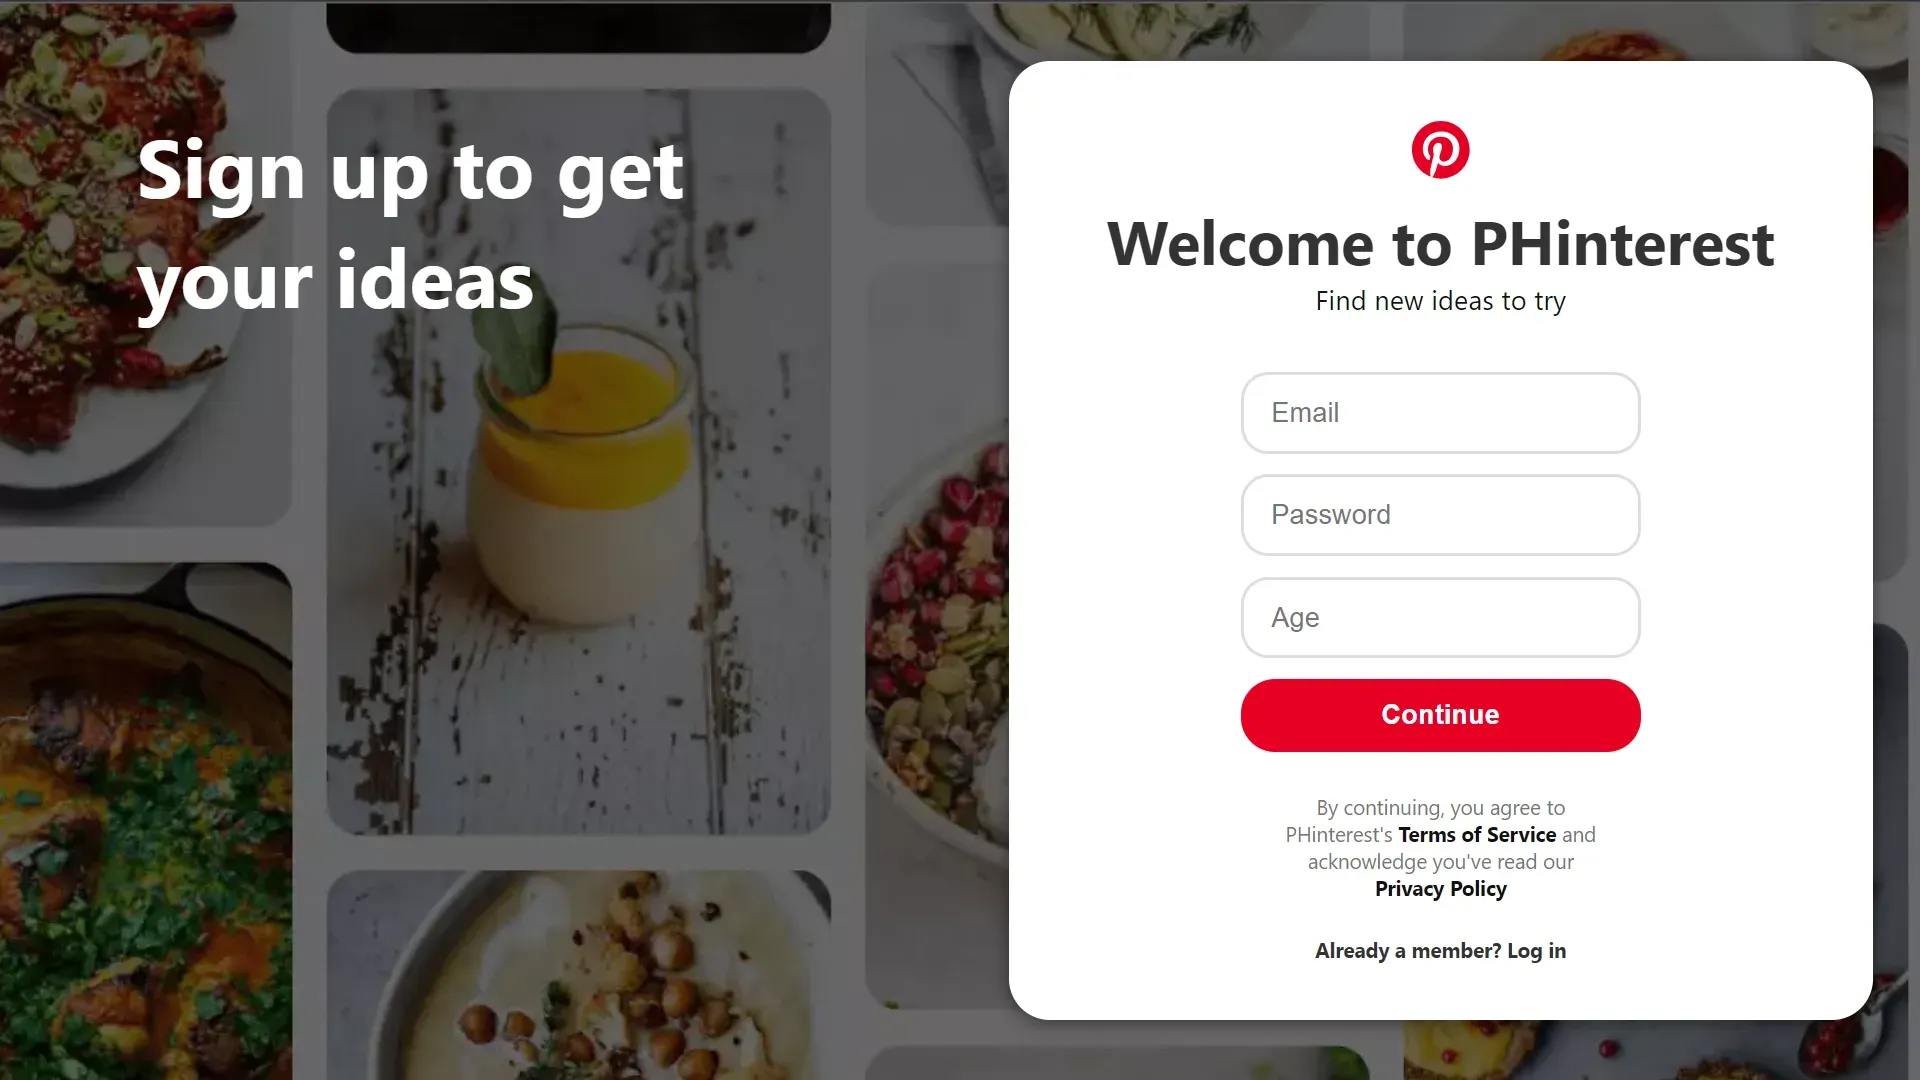 Sign up to get
your ideas
Welcome to PHinterest
Find new ideas to try
Email
Password
Age
Continue
By continuing, you agree to
PHinterest's Terms of Service and
acknowledge you've read our
Privacy Policy
Already a member? Log in